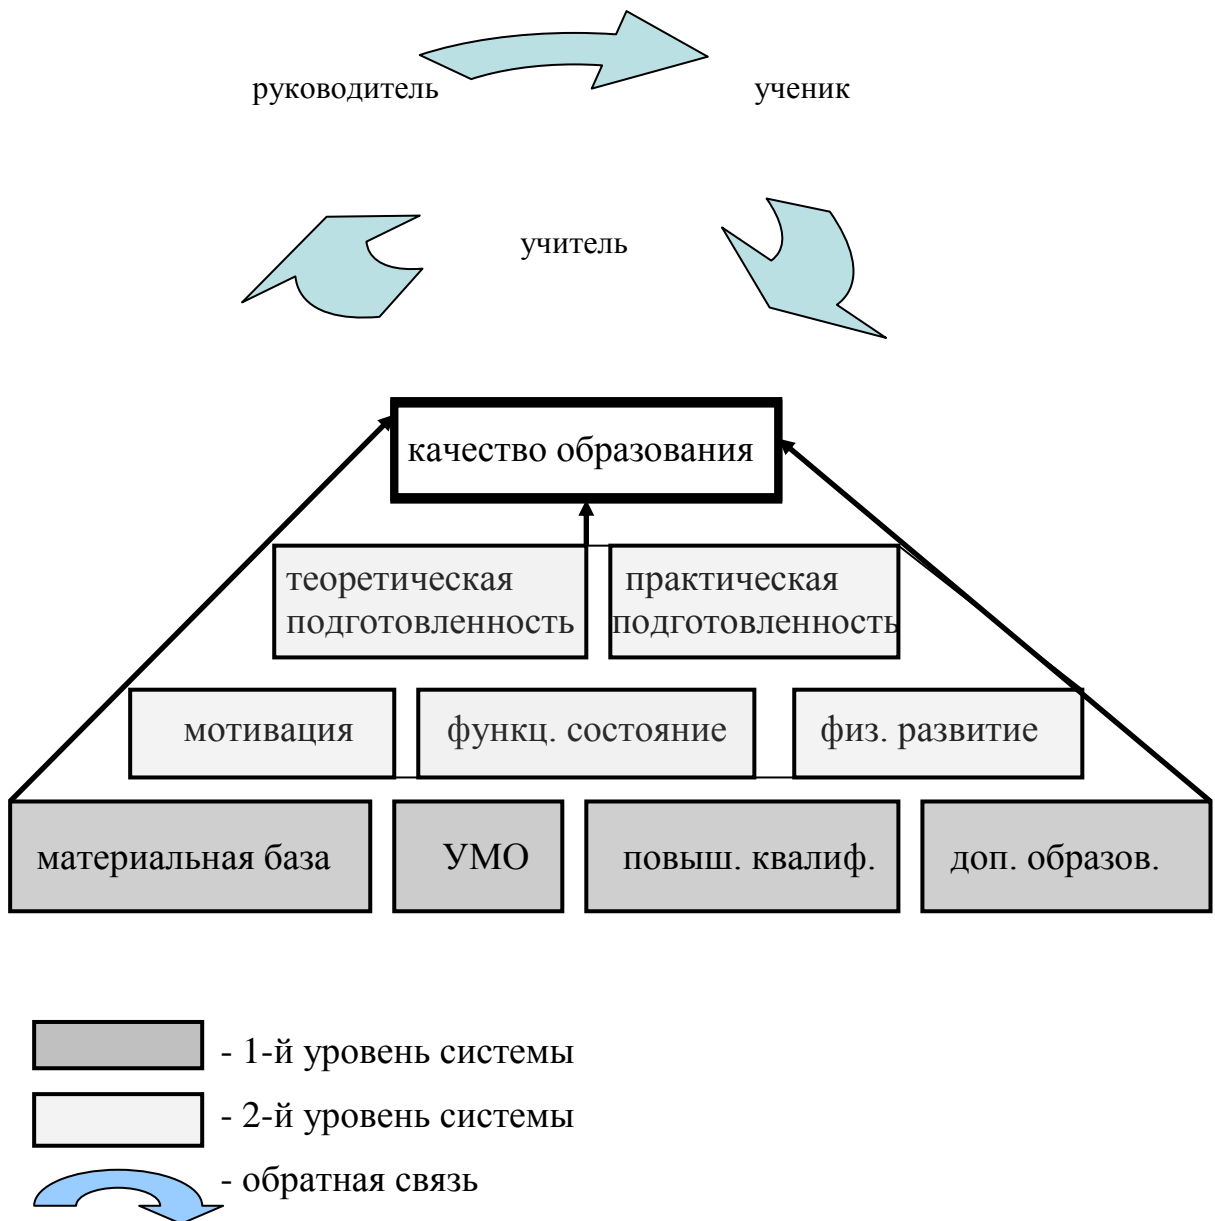 руководитель
ученик
учитель
качество образования
теоретическая
подготовленность
практическая
подготовленность
мотивация
функц. состояние
физ. развитие
материальная база
УМО
повыш. квалиф.
доп. образов.
- 1-й уровень системы
- 2-й уровень системы
- обратная связь